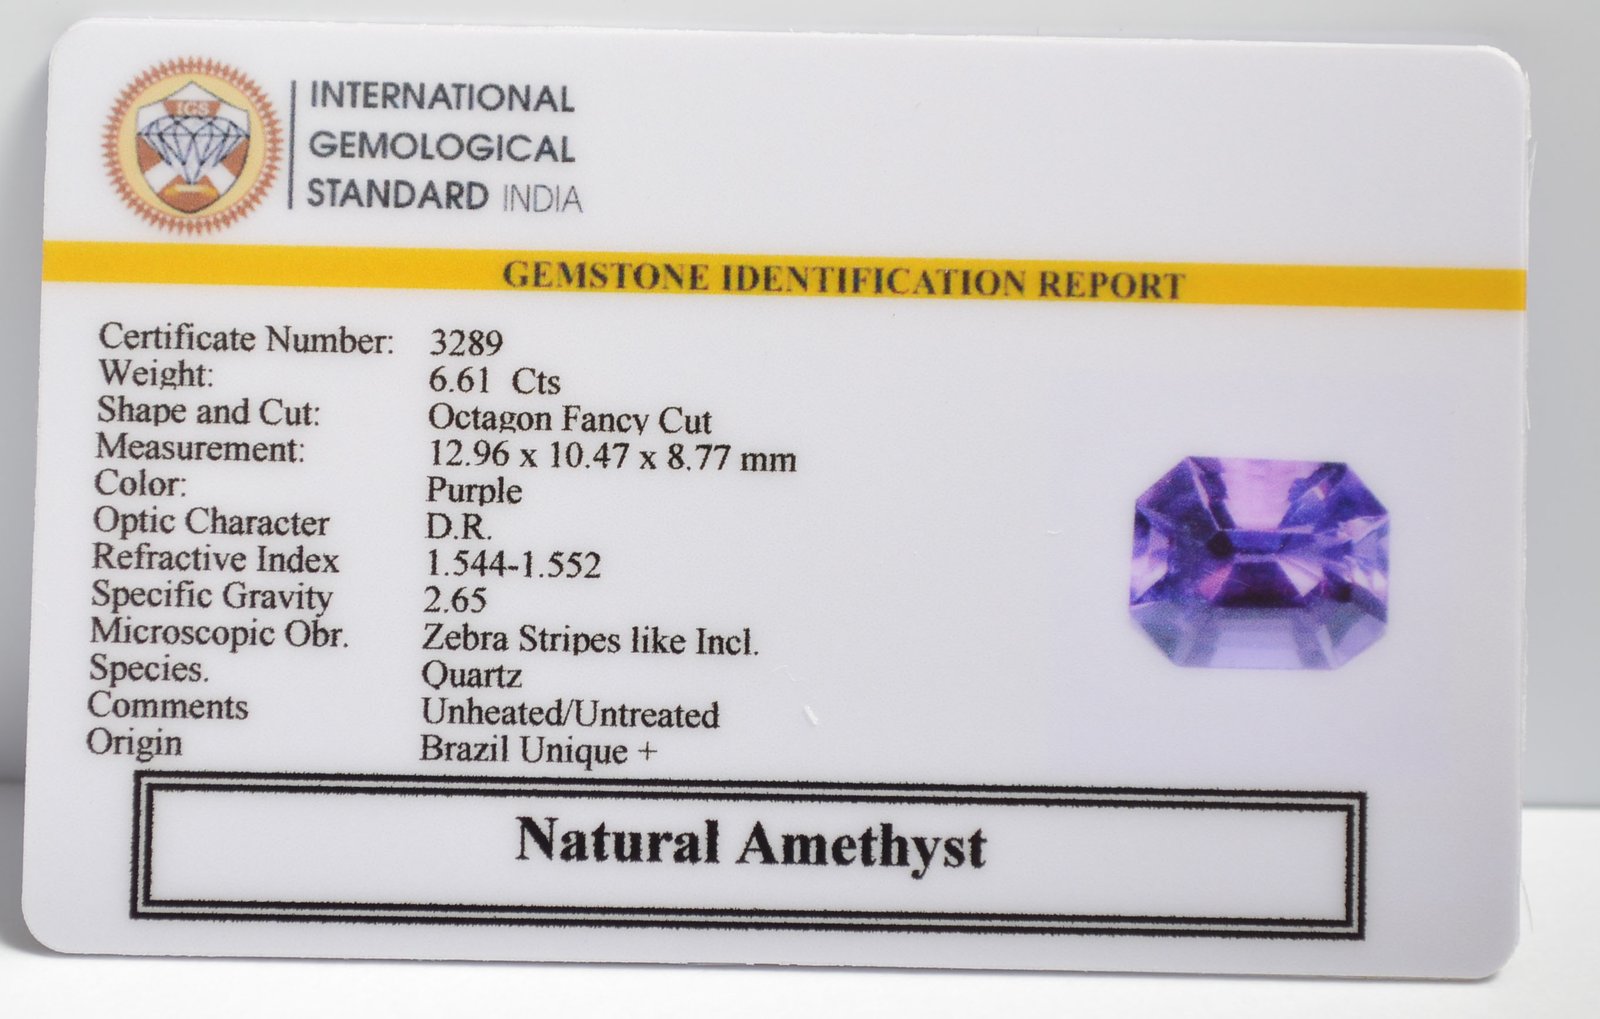 IGS
INTERNATIONAL
GEMOLOGICAL
STANDARD INDIA
GEMSTONE IDENTIFICATION REPORT
Certificate Number: 3289
Weight: 6.61 Cts
Shape and Cut: Octagon Fancy Cut
Measurement: 12.96 x 10.47 x 8.77 mm
Color: Purple
Optic Character D.R.
Refractive Index 1.544-1.552
Specific Gravity 2.65
Microscopic Obr. Zebra Stripes like Incl.
Species. Quartz
Comments Unheated/Untreated
Origin Brazil Unique +
Natural Amethyst